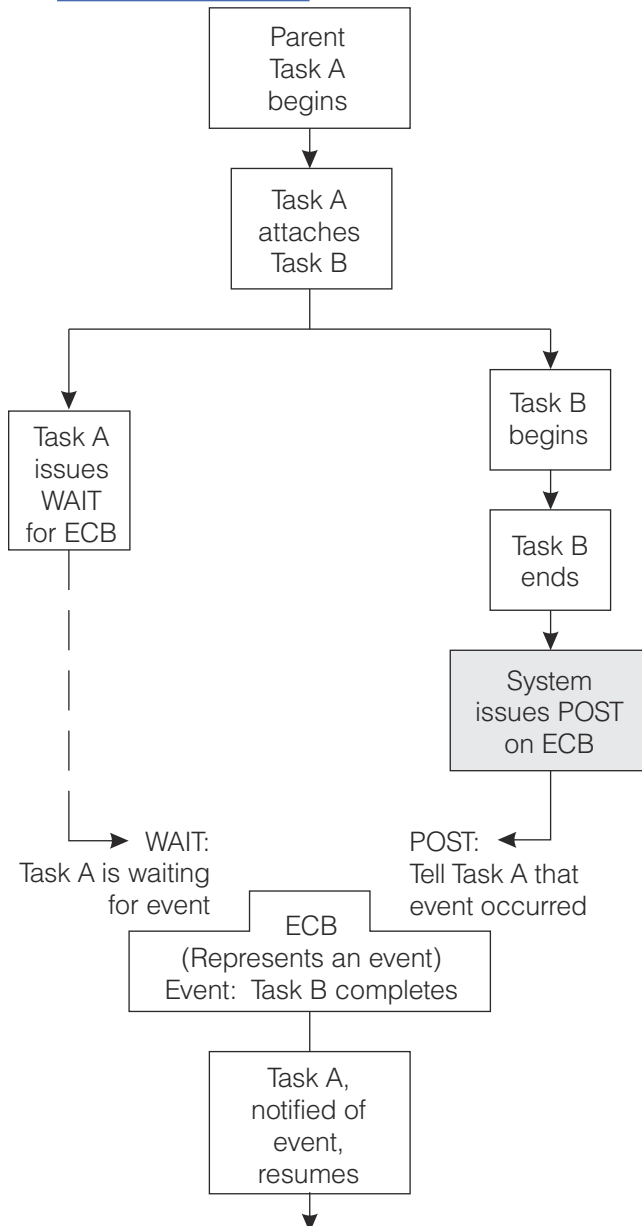 Parent
Task A
begins
Task A
attaches
Task B
Task A
issues
WAIT
for ECB
Task B
begins
Task B
ends
System
issues POST
on ECB
WAIT:
Task A is waiting
for event
POST:
Tell Task A that
event occurred
ECB
(Represents an event)
Event: Task B completes
Task A,
notified of
event,
resumes